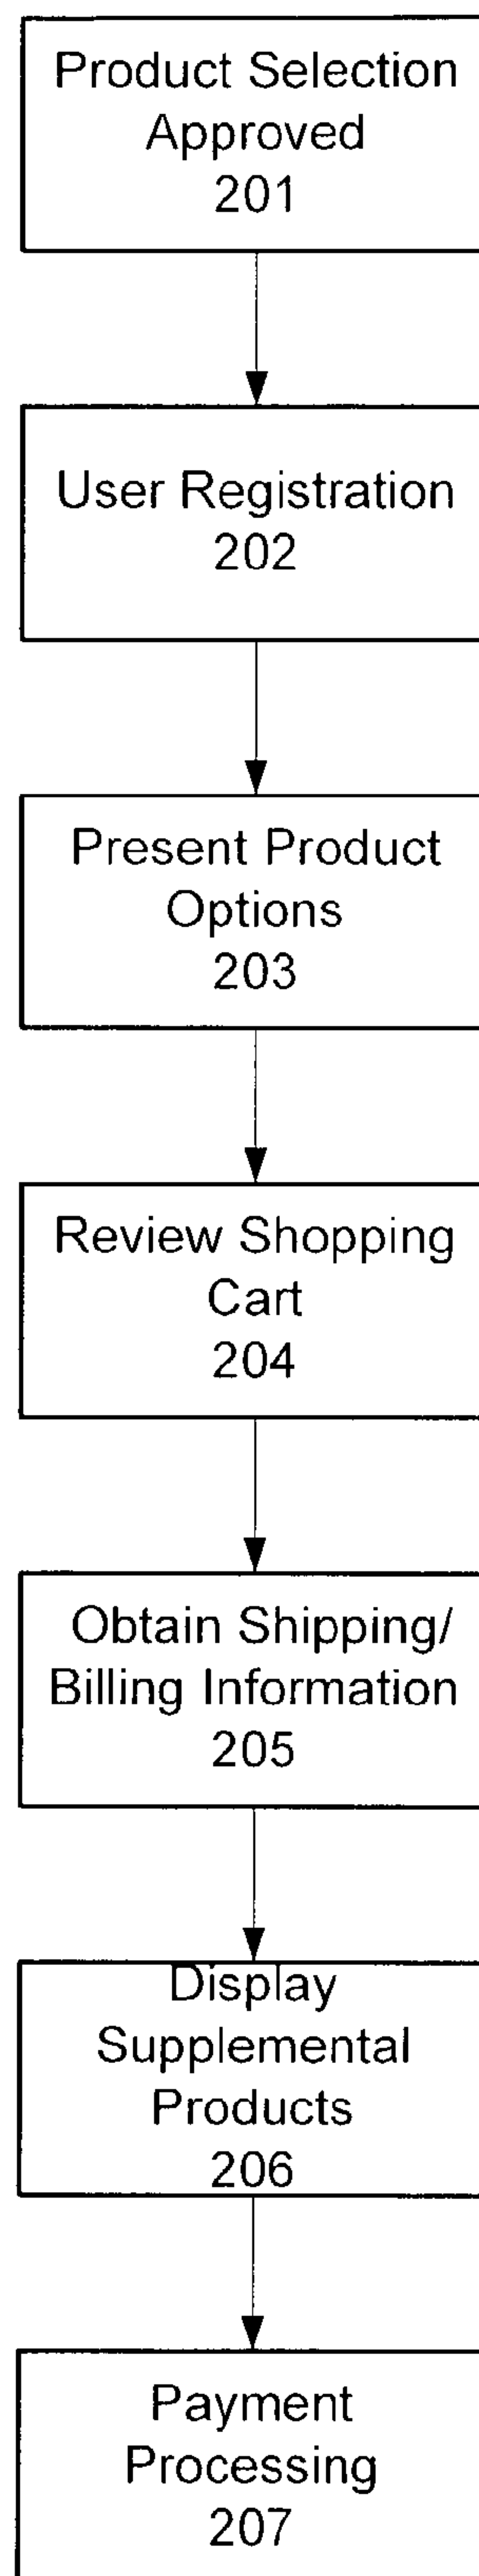 Product Selection
Approved
201
User Registration
202
Present Product
Options
203
Review Shopping
Cart
204
Obtain Shipping/
Billing Information
205
Display
Supplemental
Products
206
Payment
Processing
207